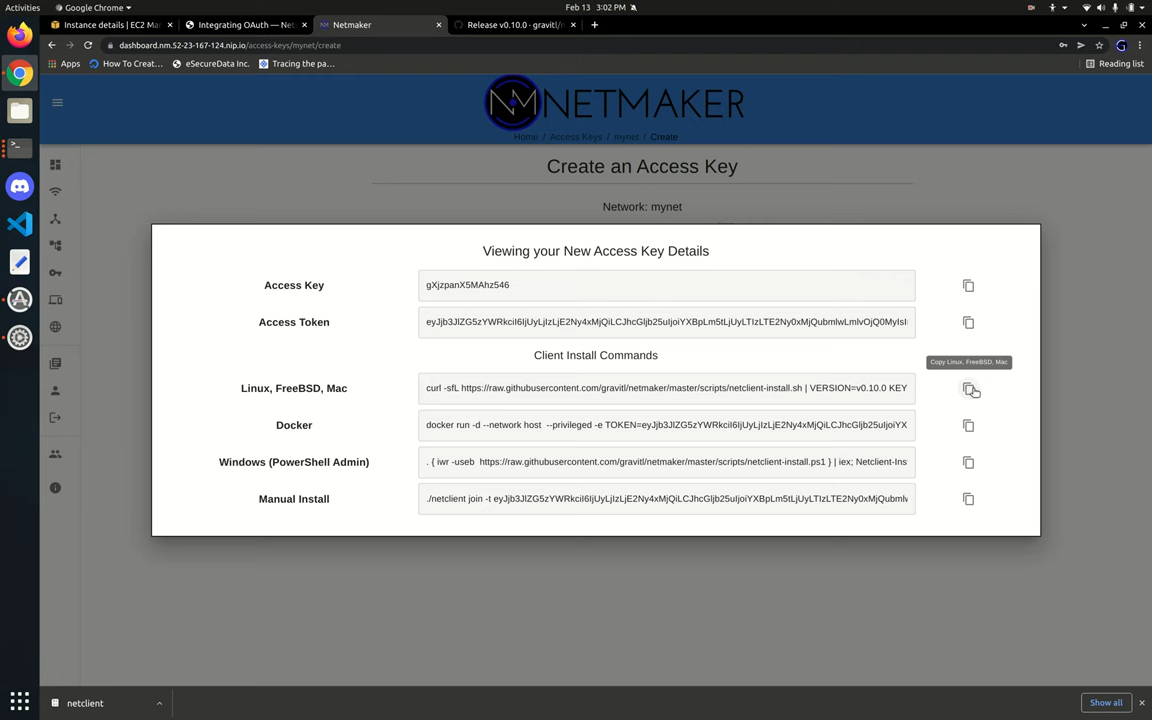 Activities
Google Chrome
Feb 13 3:02 PM
Instance details | EC2 Mar
Integrating OAuth — Net
Netmaker
Release v0.10.0 · gravitl/n
dashboard.nm.52-23-167-124.nip.io/access-keys/mynet/create
Apps
How To Creat…
eSecureData Inc.
Tracing the pa…
Reading list
NETMAKER
Home / Access Keys / mynet / Create
Create an Access Key
Network: mynet
Viewing your New Access Key Details
Access Key
gXjzpanX5MAhz546
Access Token
Client Install Commands
Copy Linux, FreeBSD, Mac
Linux, FreeBSD, Mac
curl -sfL https://raw.githubusercontent.com/gravitl/netmaker/master/scripts/netclient-install.sh | VERSION=v0.10.0 KEY
Docker
docker run -d --network host --privileged -e
Windows (PowerShell Admin)
. { iwr -useb https://raw.githubusercontent.com/gravitl/netmaker/master/scripts/netclient-install.ps1 } | iex; Netclient-Ins
Manual Install
./netclient join -t
netclient
Show all